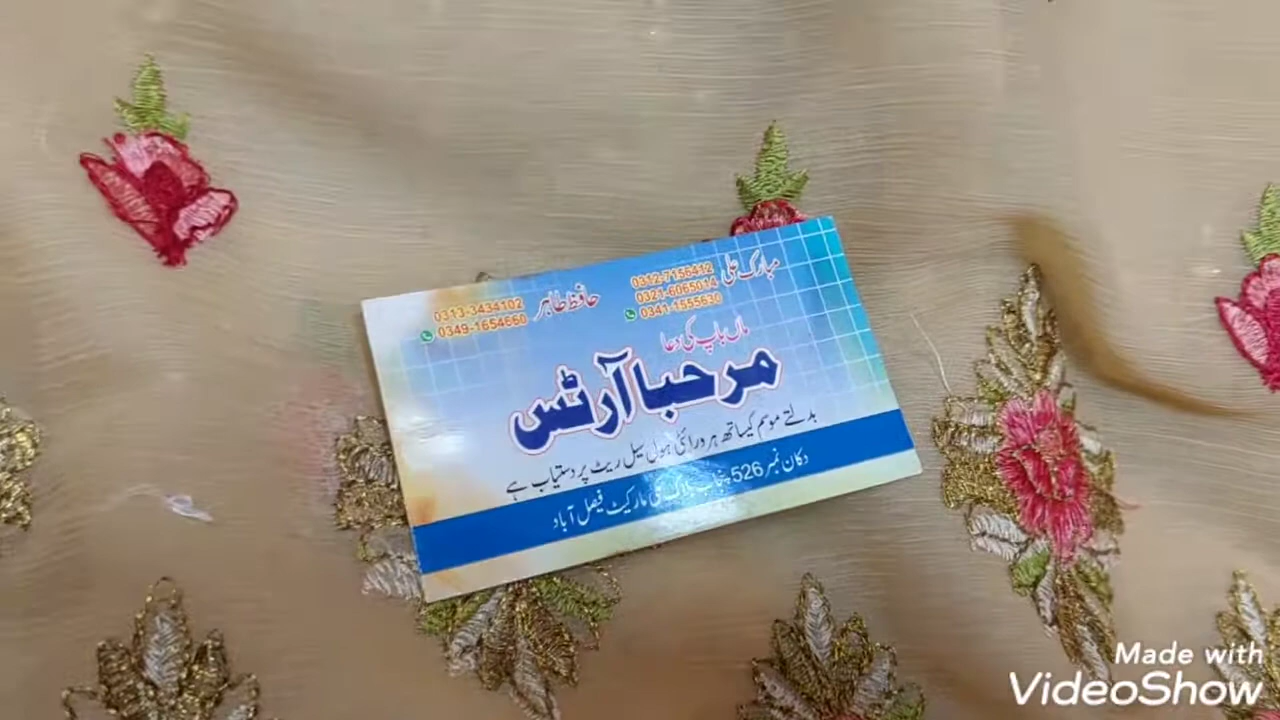 مبارک علی
0312-7156412
0321-6065014
0341-1555630
حافظ طاہر
0313-3434102
0349-1654660
ماں باپ کی دعا
مرحبا آرٹس
بدلتے موسم کیساتھ ہر ورائٹی ہول سیل ریٹ پر دستیاب ہے
دکان نمبر 526 پنجاب بلاک مارکیٹ فیصل آباد
Made with
VideoShow